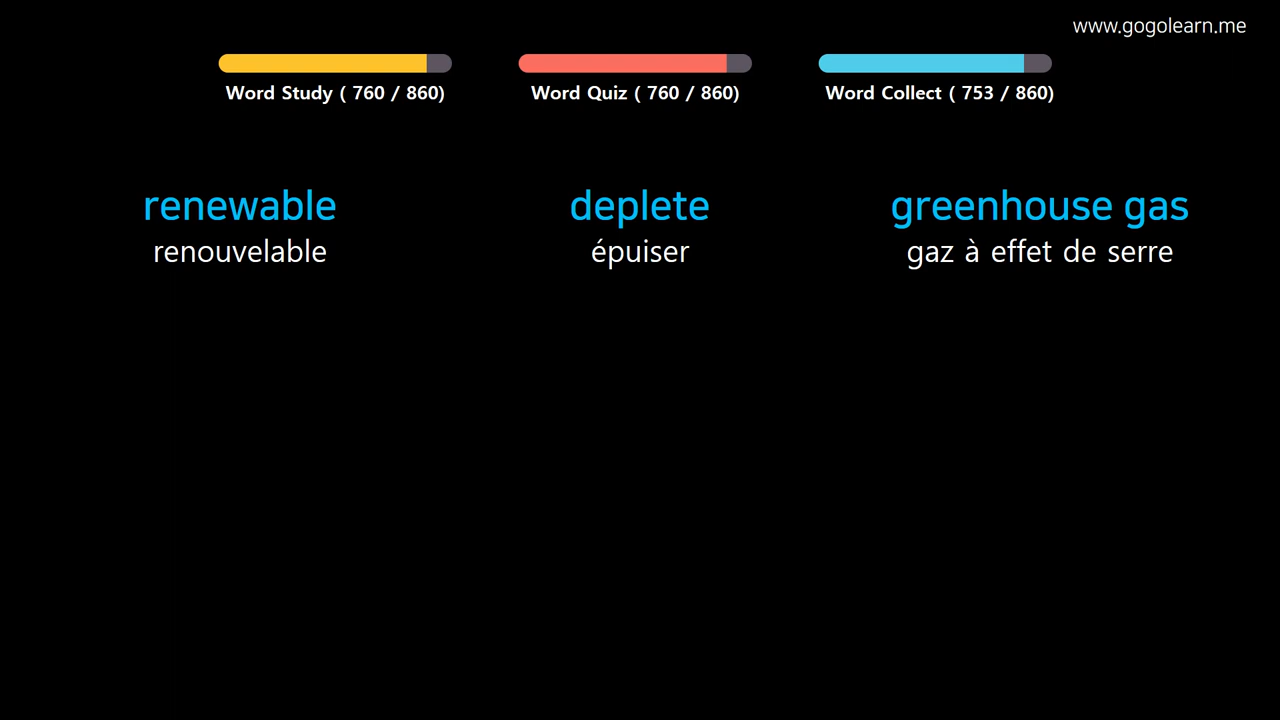 www.gogolearn.me
Word Study ( 760 / 860)
Word Quiz ( 760 / 860)
Word Collect ( 753 / 860)
renewable
renouvelable
deplete
épuiser
greenhouse gas
gaz à effet de serre